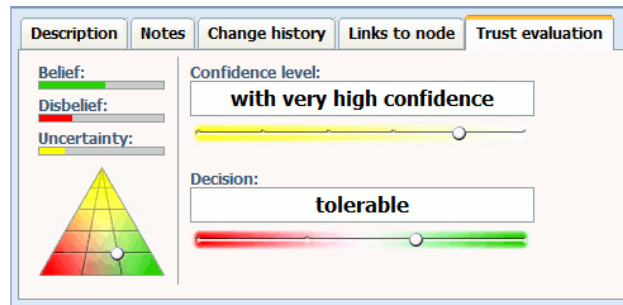 Description Notes Change history Links to node Trust evaluation
Belief:
Disbelief:
Uncertainty:
Confidence level:
with very high confidence
Decision:
tolerable